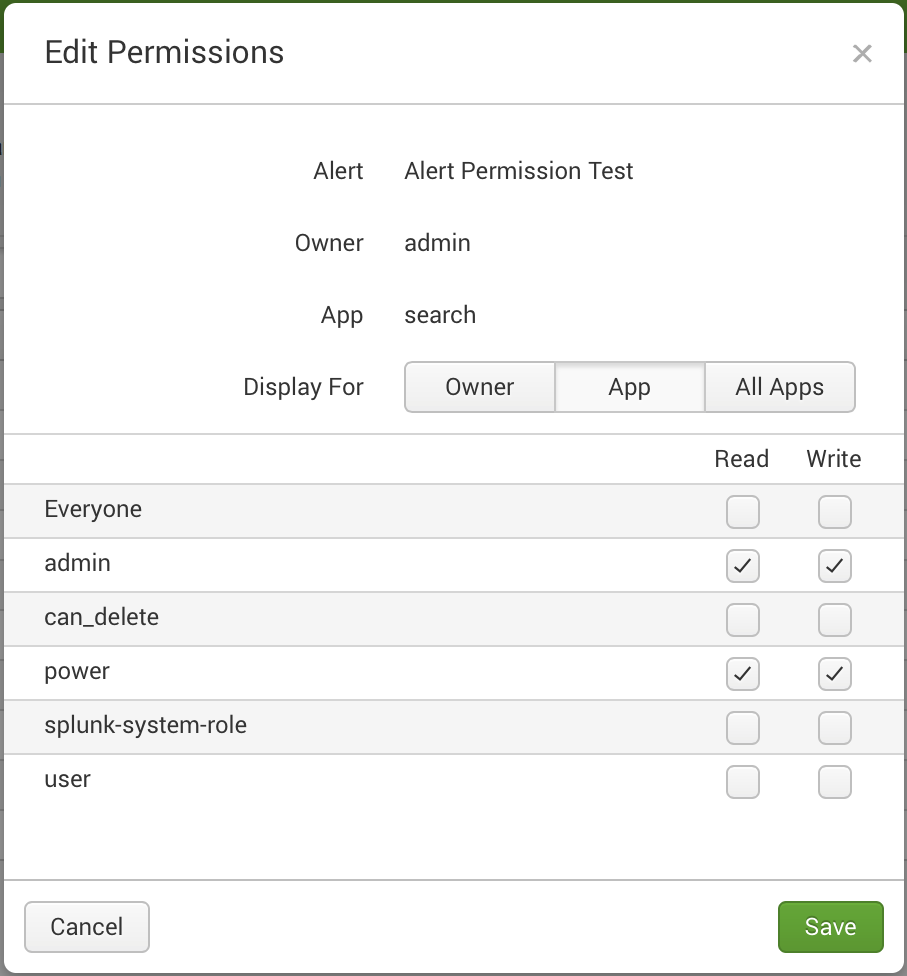 Edit Permissions
Alert Alert Permission Test
Owner admin
App search
Display For Owner App All Apps
Read Write
Everyone
admin
can_delete
power
splunk-system-role
user
Cancel Save